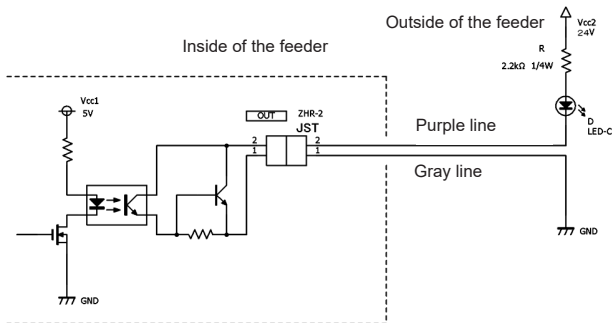 Outside of the feeder
Vcc2
24V
Inside of the feeder
R
2.2kΩ 1/4W
Vcc1
5V
OUT
ZHR-2
JST
D
LED-C
2
2
Purple line
1
1
Gray line
GND
GND